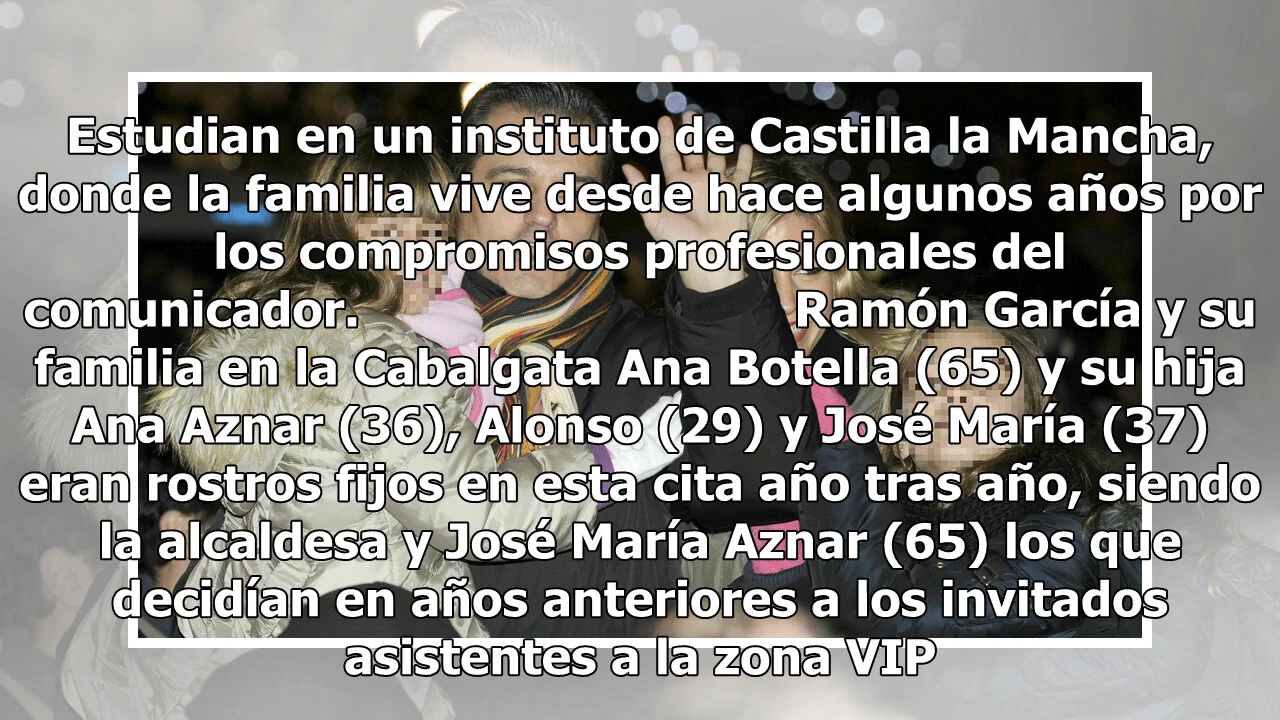 Estudian en un instituto de Castilla la Mancha,
donde la familia vive desde hace algunos años por
los compromisos profesionales del
comunicador. Ramón García y su
familia en la Cabalgata Ana Botella (65) y su hija
Ana Aznar (36), Alonso (29) y José María (37)
eran rostros fijos en esta cita año tras año, siendo
la alcaldesa y José María Aznar (65) los que
decidían en años anteriores a los invitados
asistentes a la zona VIP